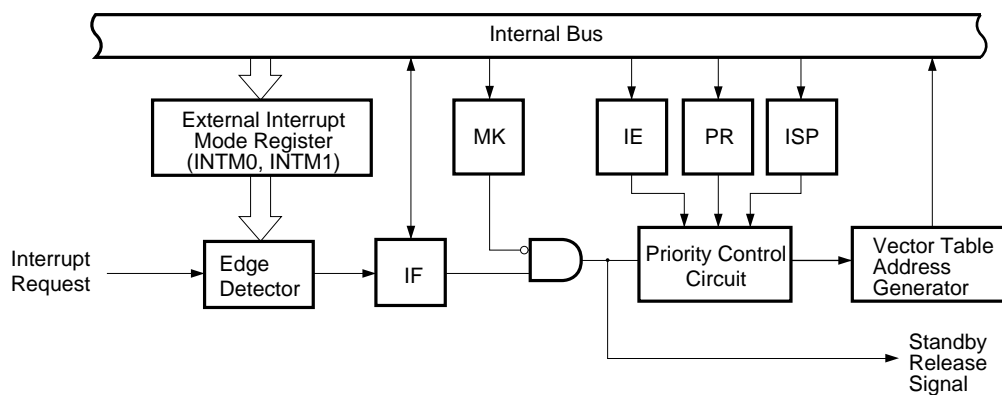 Internal Bus
External Interrupt
Mode Register
(INTM0, INTM1)
MK
IE
PR
ISP
Interrupt
Request
Edge
Detector
IF
Priority Control
Circuit
Vector Table
Address
Generator
Standby
Release
Signal